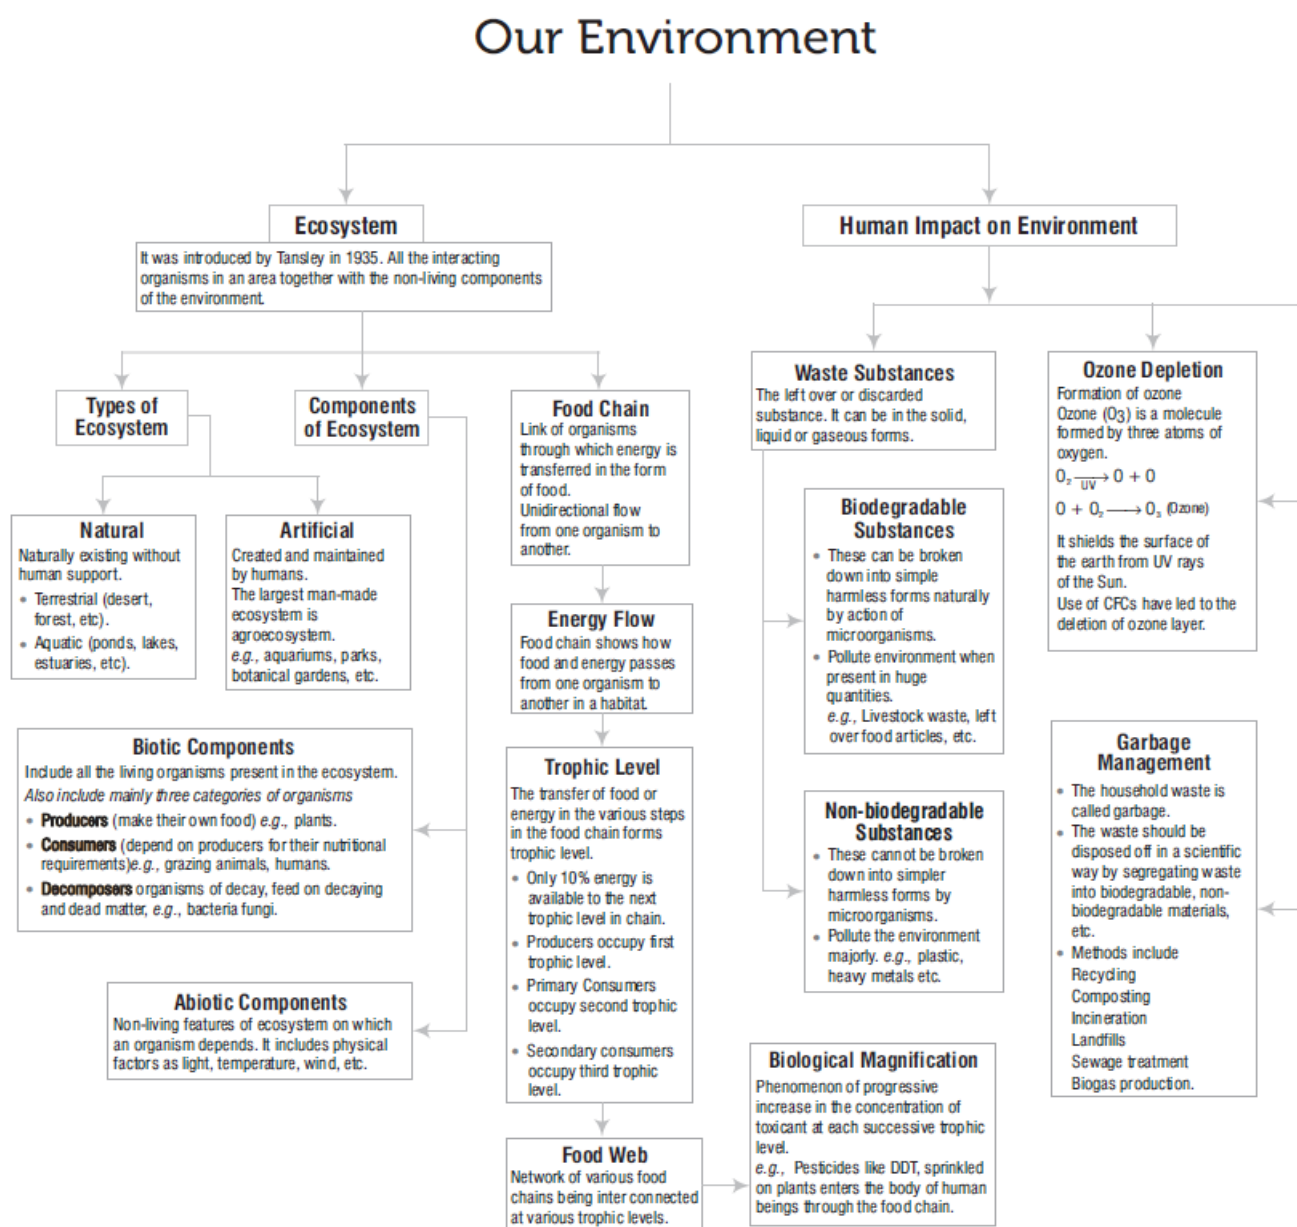 Our Environment
Ecosystem
It was introduced by Tansley in 1935. All the interacting
organisms in an area together with the non-living components
of the environment.
Types of
Ecosystem
Natural
Naturally existing without
human support.
• Terrestrial (desert,
forest, etc).
• Aquatic (ponds, lakes,
estuaries, etc).
Artificial
Created and maintained
by humans.
The largest man-made
ecosystem is
agroecosystem.
e.g., aquariums, parks,
botanical gardens, etc.
Components
of Ecosystem
Biotic Components
Include all the living organisms present in the ecosystem.
Also include mainly three categories of organisms
• Producers (make their own food) e.g., plants.
• Consumers (depend on producers for their nutritional
requirements)e.g., grazing animals, humans.
• Decomposers organisms of decay, feed on decaying
and dead matter, e.g., bacteria fungi.
Abiotic Components
Non-living features of ecosystem on which
an organism depends. It includes physical
factors as light, temperature, wind, etc.
Food Chain
Link of organisms
through which energy is
transferred in the form
of food.
Unidirectional flow
from one organism to
another.
Energy Flow
Food chain shows how
food and energy passes
from one organism to
another in a habitat.
Trophic Level
The transfer of food or
energy in the various steps
in the food chain forms
trophic level.
• Only 10% energy is
available to the next
trophic level in chain.
• Producers occupy first
trophic level.
• Primary Consumers
occupy second trophic
level.
• Secondary consumers
occupy third trophic
level.
Food Web
Network of various food
chains being inter connected
at various trophic levels.
Biological Magnification
Phenomenon of progressive
increase in the concentration of
toxicant at each successive trophic
level.
e.g., Pesticides like DDT, sprinkled
on plants enters the body of human
beings through the food chain.
Human Impact on Environment
Waste Substances
The left over or discarded
substance. It can be in the solid,
liquid or gaseous forms.
Biodegradable
Substances
• These can be broken
down into simple
harmless forms naturally
by action of
microorganisms.
• Pollute environment when
present in huge
quantities.
e.g., Livestock waste, left
over food articles, etc.
Non-biodegradable
Substances
• These cannot be broken
down into simpler
harmless forms by
microorganisms.
• Pollute the environment
majorly. e.g., plastic,
heavy metals etc.
Ozone Depletion
Formation of ozone
Ozone (O3) is a molecule
formed by three atoms of
oxygen.
O₂ →UV O + O
O + O₂ → O₃ (Ozone)
It shields the surface of
the earth from UV rays
of the Sun.
Use of CFCs have led to the
deletion of ozone layer.
Garbage
Management
• The household waste is
called garbage.
• The waste should be
disposed off in a scientific
way by segregating waste
into biodegradable, non-
biodegradable materials,
etc.
• Methods include
Recycling
Composting
Incineration
Landfills
Sewage treatment
Biogas production.